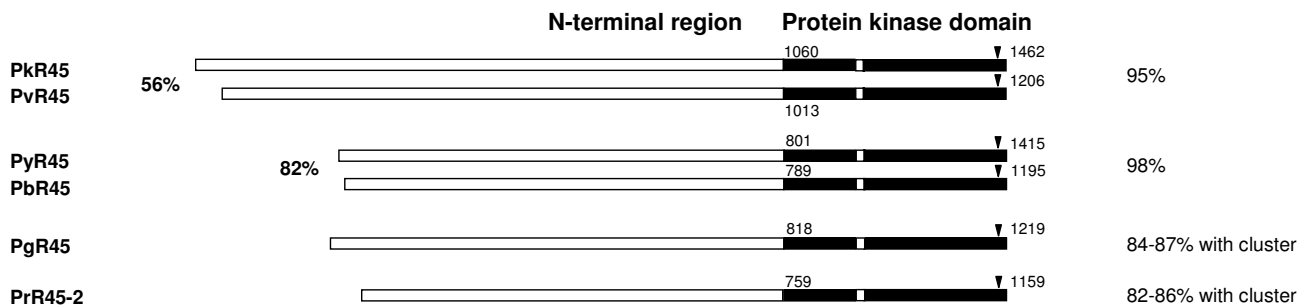 N-terminal region Protein kinase domain
1060 1462
PkR45 95%
56% 1206
PvR45
1013
801 1415
PyR45 98%
82% 789 1195
PbR45
818 1219
PgR45 84-87% with cluster
759 1159
PrR45-2 82-86% with cluster